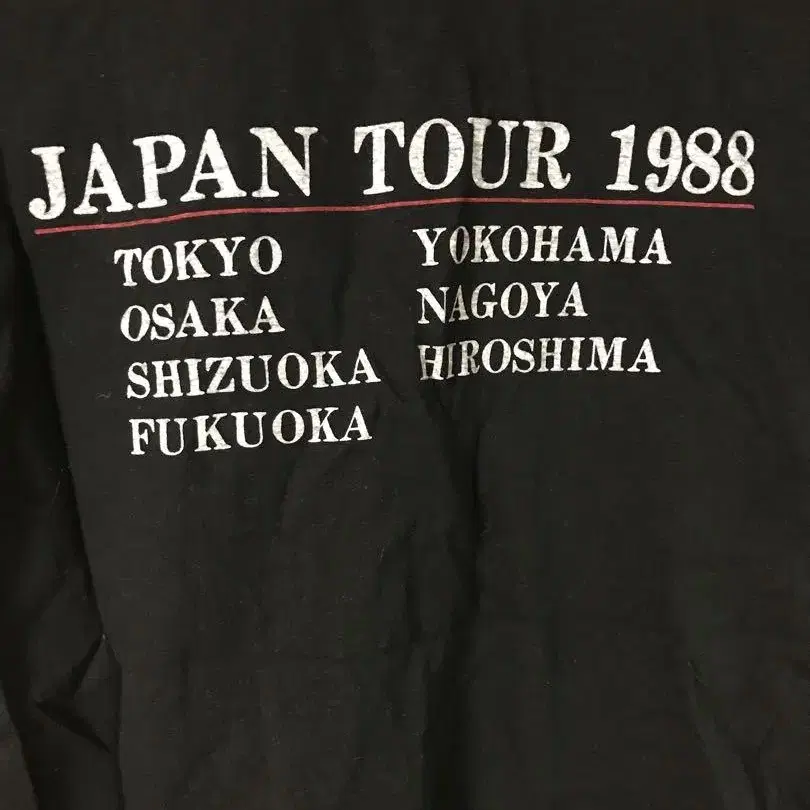 JAPAN TOUR 1988
TOKYO YOKOHAMA
OSAKA NAGOYA
SHIZUOKA HIROSHIMA
FUKUOKA